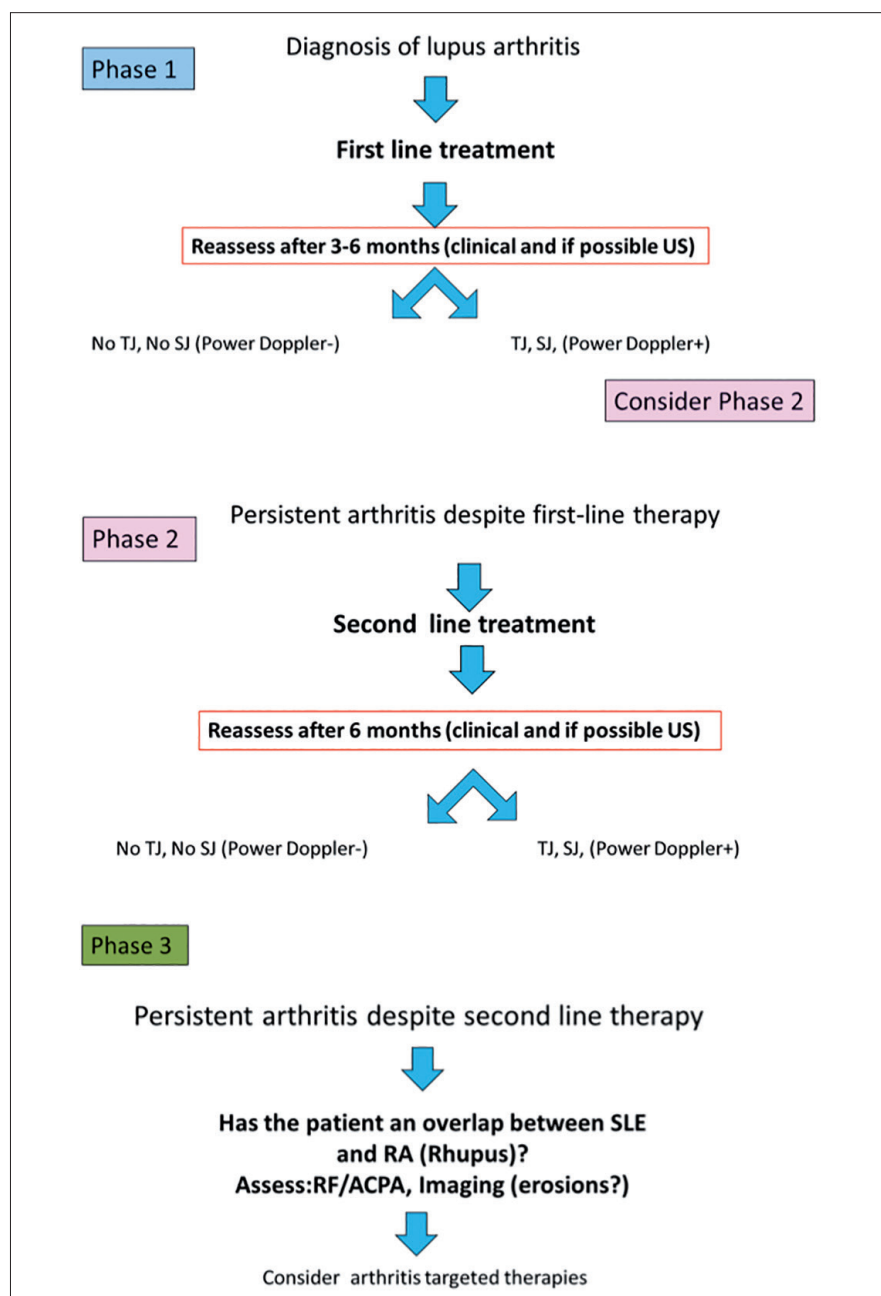 Phase 1
Diagnosis of lupus arthritis
First line treatment
Reassess after 3-6 months (clinical and if possible US)
No TJ, No SJ (Power Doppler-)
TJ, SJ, (Power Doppler+)
Consider Phase 2
Phase 2
Persistent arthritis despite first-line therapy
Second line treatment
Reassess after 6 months (clinical and if possible US)
No TJ, No SJ (Power Doppler-)
TJ, SJ, (Power Doppler+)
Phase 3
Persistent arthritis despite second line therapy
Has the patient an overlap between SLE
and RA (Rhupus)?
Assess:RF/ACPA, Imaging (erosions?)
Consider arthritis targeted therapies